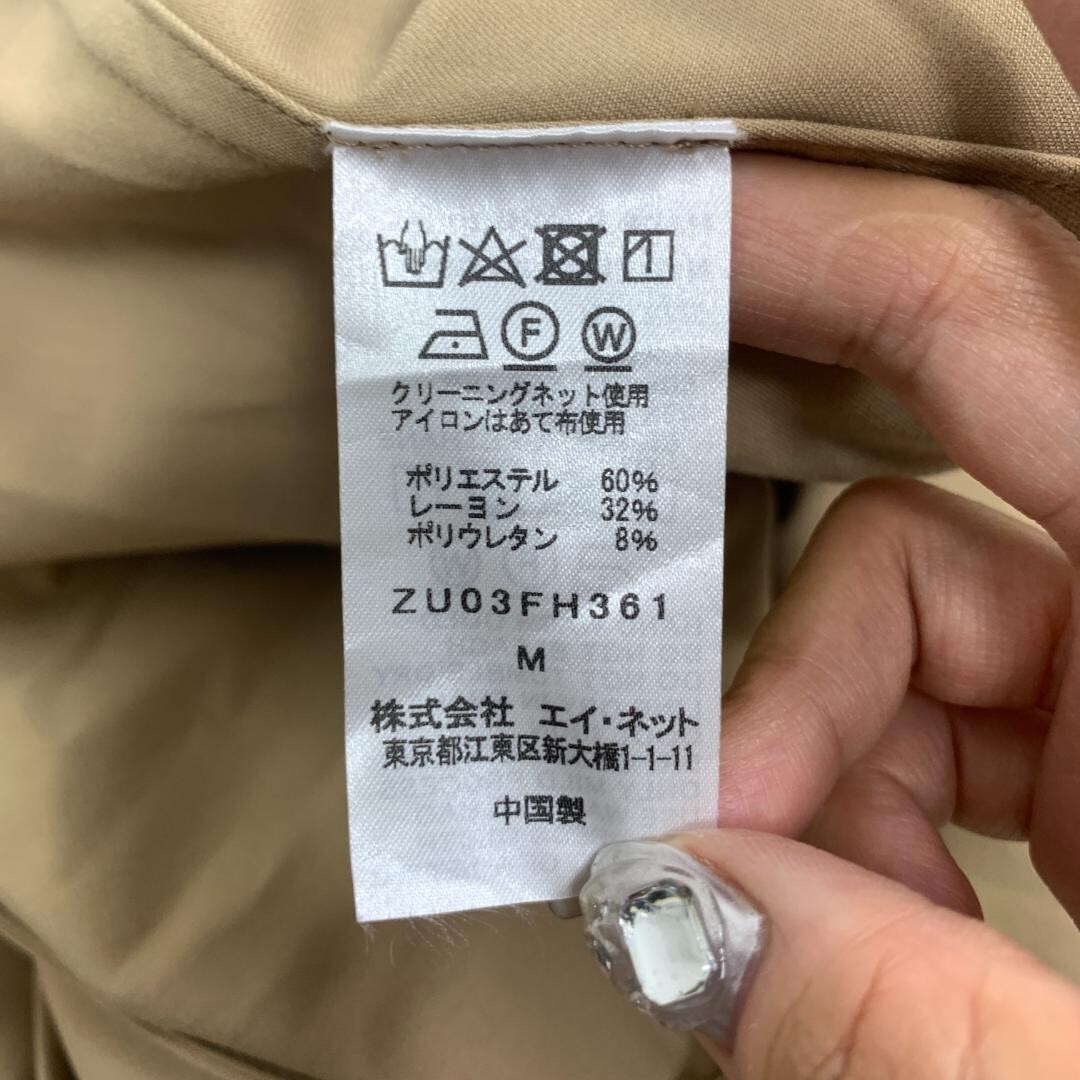 F W
クリーニングネット使用
アイロンはあて布使用
ポリエステル 60%
レーヨン 32%
ポリウレタン 8%
ZU03FH361
M
株式会社 エイ・ネット
東京都江東区新大橋1-1-11
中国製